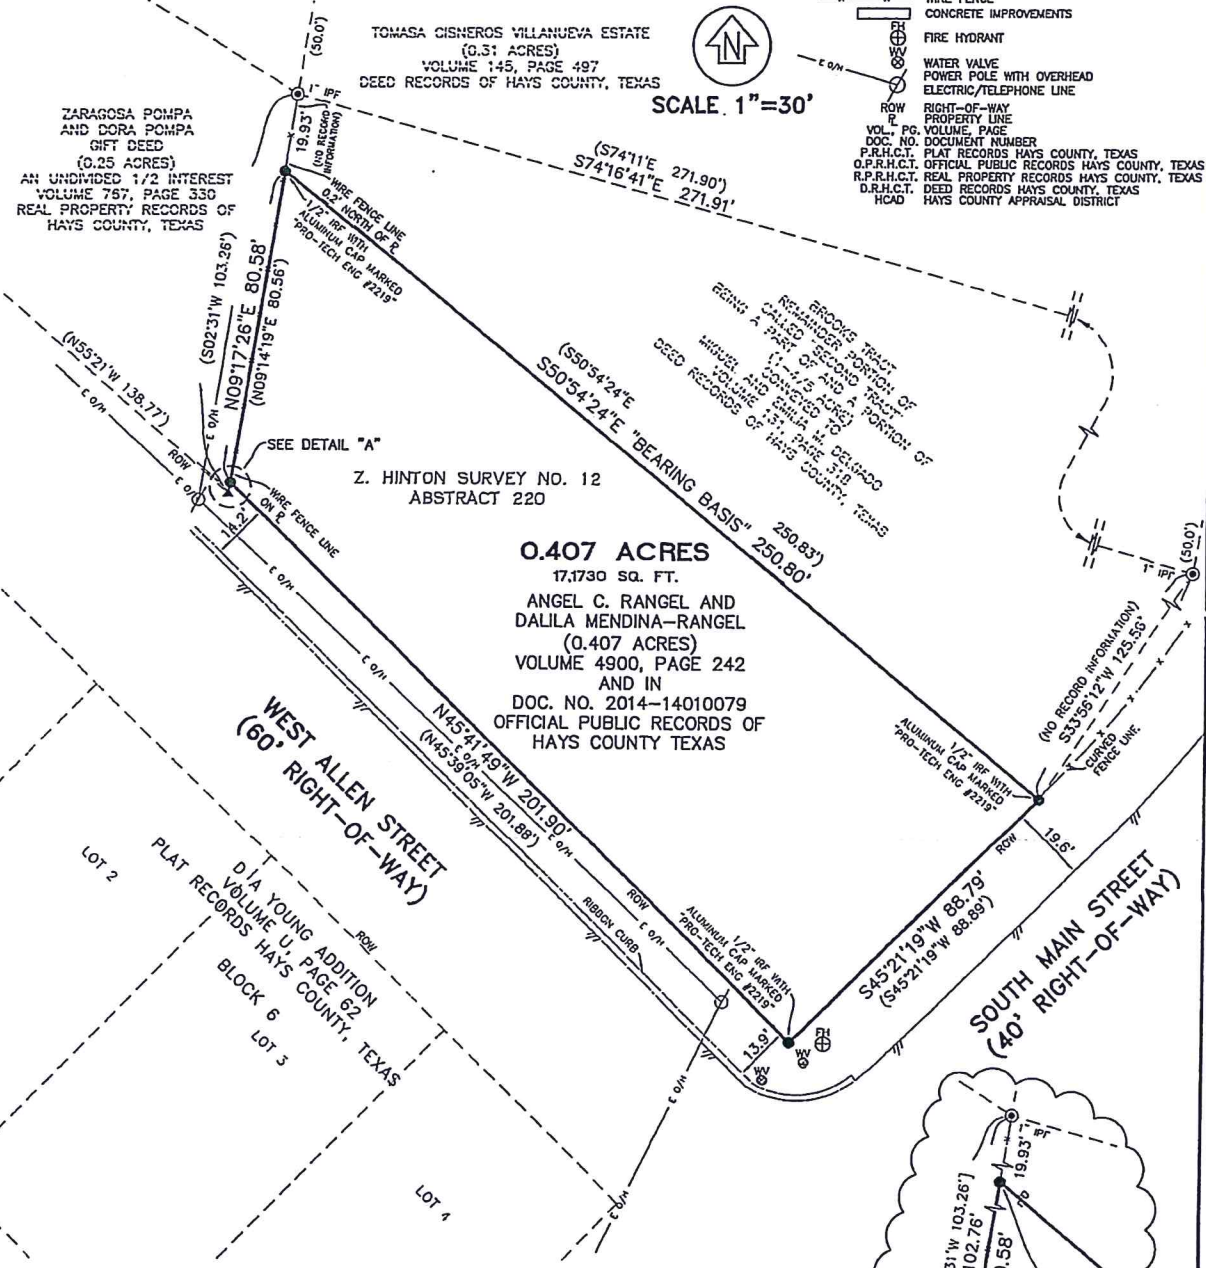 WIRE FENCE
CONCRETE IMPROVEMENTS
FH
FIRE HYDRANT
WV
WATER VALVE
E O/H
POWER POLE WITH OVERHEAD
ELECTRIC/TELEPHONE LINE
ROW RIGHT-OF-WAY
PROPERTY LINE
VOL., PG. VOLUME, PAGE
DOC. NO. DOCUMENT NUMBER
P.R.H.C.T. PLAT RECORDS HAYS COUNTY, TEXAS
O.P.R.H.C.T. OFFICIAL PUBLIC RECORDS HAYS COUNTY, TEXAS
R.P.R.H.C.T. REAL PROPERTY RECORDS HAYS COUNTY, TEXAS
D.R.H.C.T. DEED RECORDS HAYS COUNTY, TEXAS
HCAD HAYS COUNTY APPRAISAL DISTRICT
N
SCALE. 1"=30'
TOMASA CISNEROS VILLANUEVA ESTATE
(0.31 ACRES)
VOLUME 145, PAGE 497
DEED RECORDS OF HAYS COUNTY, TEXAS
(50.0')
1" IPF
19.93'
(NO RECORD
INFORMATION)
ZARAGOSA POMPA
AND DORA POMPA
GIFT DEED
(0.25 ACRES)
AN UNDIVIDED 1/2 INTEREST
VOLUME 767, PAGE 330
REAL PROPERTY RECORDS OF
HAYS COUNTY, TEXAS
(S74°11'E 271.90')
S74°16'41"E 271.91'
WIRE FENCE LINE
0.2' NORTH OF ⅊
1/2" IRF WITH
ALUMINUM CAP MARKED
"PRO-TECH ENG #2219"
(S02°31'W 103.26')
N09°17'26"E 80.58'
(N09°14'19"E 80.56')
(N55°21'W 138.77')
E O/H
E O/H
ROW
E O/H
SEE DETAIL "A"
WIRE FENCE LINE
ON ⅊
14.2'
Z. HINTON SURVEY NO. 12
ABSTRACT 220
BROOKS TRACT
REMAINDER PORTION OF
CALLED SECOND TRACT
BEING A PART OF AND A PORTION OF
(1-4/5 ACRE)
CONVEYED TO
MIGUEL AND EMILIA M. DELGADO
VOLUME 131, PAGE 318
DEED RECORDS OF HAYS COUNTY, TEXAS
(S50°54'24"E 250.83')
S50°54'24"E "BEARING BASIS" 250.80'
0.407 ACRES
17,1730 SQ. FT.
ANGEL C. RANGEL AND
DALILA MENDINA-RANGEL
(0.407 ACRES)
VOLUME 4900, PAGE 242
AND IN
DOC. NO. 2014-14010079
OFFICIAL PUBLIC RECORDS OF
HAYS COUNTY TEXAS
1" IPF
(50.0')
(NO RECORD INFORMATION)
S33°56'12"W 125.56'
CURVED
FENCE LINE.
1/2" IRF WITH
ALUMINUM CAP MARKED
"PRO-TECH ENG #2219"
E O/H
E O/H
N45°41'49"W 201.90'
E O/H
(N45°39'05"W 201.88')
E O/H
WEST ALLEN STREET
(60' RIGHT-OF-WAY)
ROW
E O/H
RIBBON CURB
1/2" IRF WITH
ALUMINUM CAP MARKED
"PRO-TECH ENG #2219"
ROW
19.6'
S45°21'19"W 88.79'
(S45°21'19"W 88.89')
SOUTH MAIN STREET
(40' RIGHT-OF-WAY)
13.9'
FH
WV
WV
E O/H
E O/H
LOT 2
D A YOUNG ADDITION
VOLUME U, PAGE 62
PLAT RECORDS HAYS COUNTY, TEXAS
ROW
BLOCK 6
LOT 3
LOT 4
1" IPF
19.93'
31'W 103.26')
102.76'
0.58'